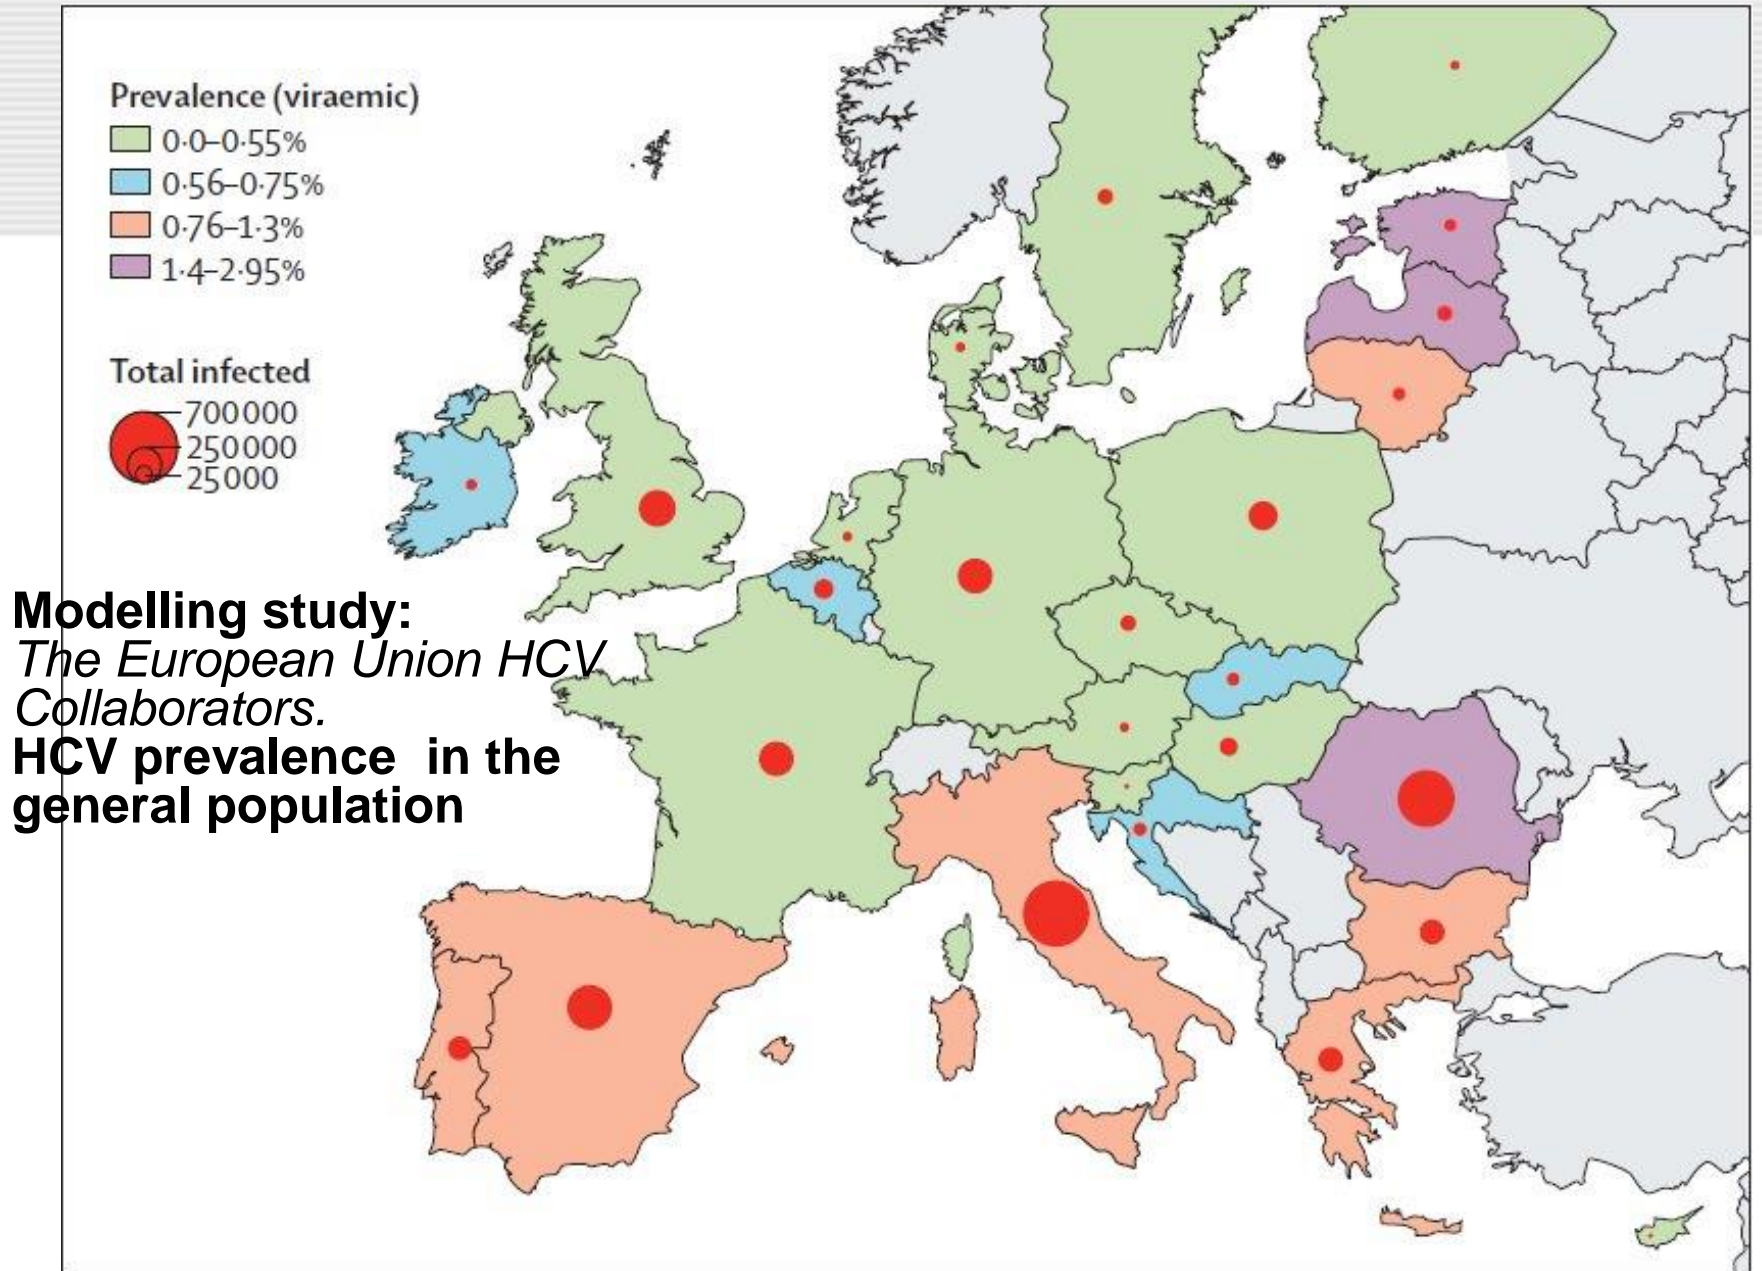 Prevalence (viraemic)
0·0–0·55%
0·56–0·75%
0·76–1·3%
1·4–2·95%
Total infected
700000
250000
25000
Modelling study:
The European Union HCV
Collaborators.
HCV prevalence in the
general population